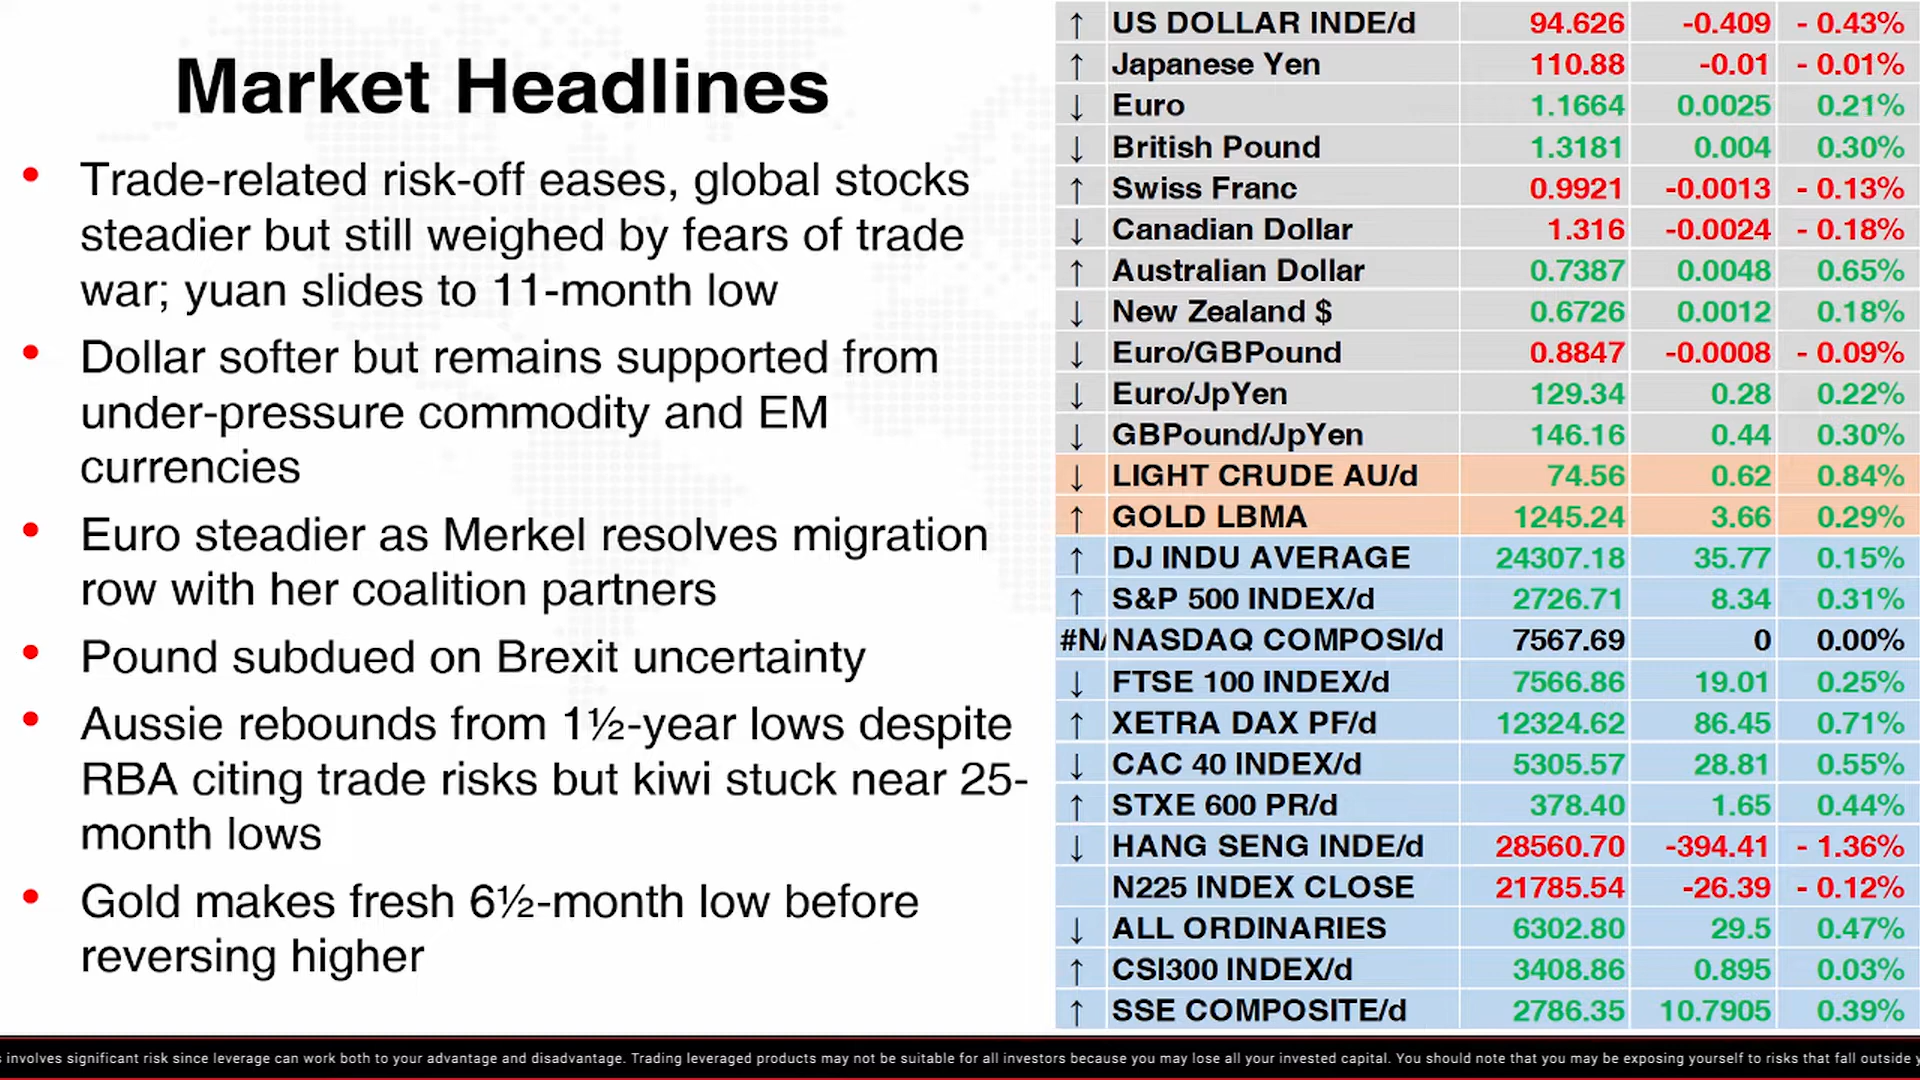 Market Headlines
• Trade-related risk-off eases, global stocks
steadier but still weighed by fears of trade
war; yuan slides to 11-month low
• Dollar softer but remains supported from
under-pressure commodity and EM
currencies
• Euro steadier as Merkel resolves migration
row with her coalition partners
• Pound subdued on Brexit uncertainty
• Aussie rebounds from 1½-year lows despite
RBA citing trade risks but kiwi stuck near 25-
month lows
• Gold makes fresh 6½-month low before
reversing higher
↑ US DOLLAR INDE/d 94.626 -0.409 - 0.43%
↑ Japanese Yen 110.88 -0.01 - 0.01%
↓ Euro 1.1664 0.0025 0.21%
↓ British Pound 1.3181 0.004 0.30%
↑ Swiss Franc 0.9921 -0.0013 - 0.13%
↓ Canadian Dollar 1.316 -0.0024 - 0.18%
↑ Australian Dollar 0.7387 0.0048 0.65%
↓ New Zealand $ 0.6726 0.0012 0.18%
↓ Euro/GBPound 0.8847 -0.0008 - 0.09%
↓ Euro/JpYen 129.34 0.28 0.22%
↓ GBPound/JpYen 146.16 0.44 0.30%
↓ LIGHT CRUDE AU/d 74.56 0.62 0.84%
↑ GOLD LBMA 1245.24 3.66 0.29%
↑ DJ INDU AVERAGE 24307.18 35.77 0.15%
↑ S&P 500 INDEX/d 2726.71 8.34 0.31%
#N/ NASDAQ COMPOSI/d 7567.69 0 0.00%
↓ FTSE 100 INDEX/d 7566.86 19.01 0.25%
↑ XETRA DAX PF/d 12324.62 86.45 0.71%
↓ CAC 40 INDEX/d 5305.57 28.81 0.55%
↑ STXE 600 PR/d 378.40 1.65 0.44%
↓ HANG SENG INDE/d 28560.70 -394.41 - 1.36%
N225 INDEX CLOSE 21785.54 -26.39 - 0.12%
↓ ALL ORDINARIES 6302.80 29.5 0.47%
↑ CSI300 INDEX/d 3408.86 0.895 0.03%
↑ SSE COMPOSITE/d 2786.35 10.7905 0.39%
involves significant risk since leverage can work both to your advantage and disadvantage. Trading leveraged products may not be suitable for all investors because you may lose all your invested capital. You should note that you may be exposing yourself to risks that fall outside